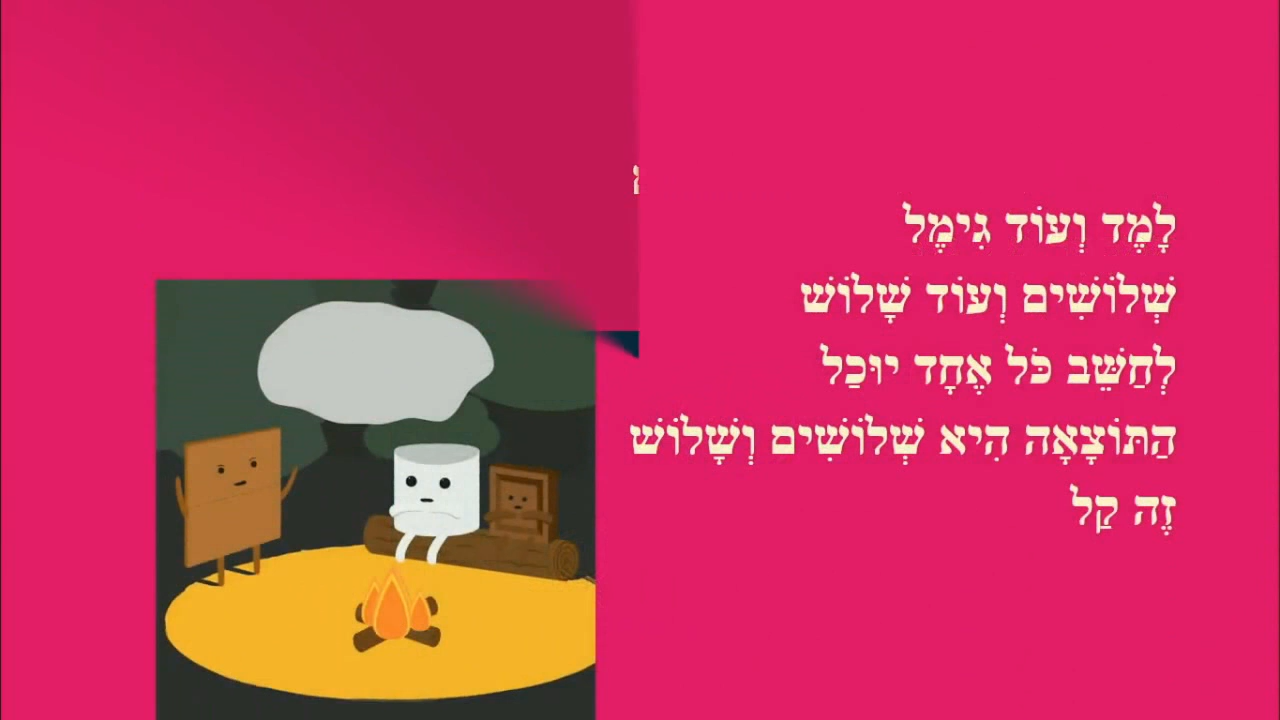 לָמֶד וְעוֹד גִימֶל
שְׁלוֹשִׁים וְעוֹד שָׁלוֹשׁ
לְחַשֵּׁב כֹּל אֶחָד יוּכַל
הַתּוֹצָאָה הִיא שְׁלוֹשִׁים וְשָׁלוֹשׁ
זֶה קַל